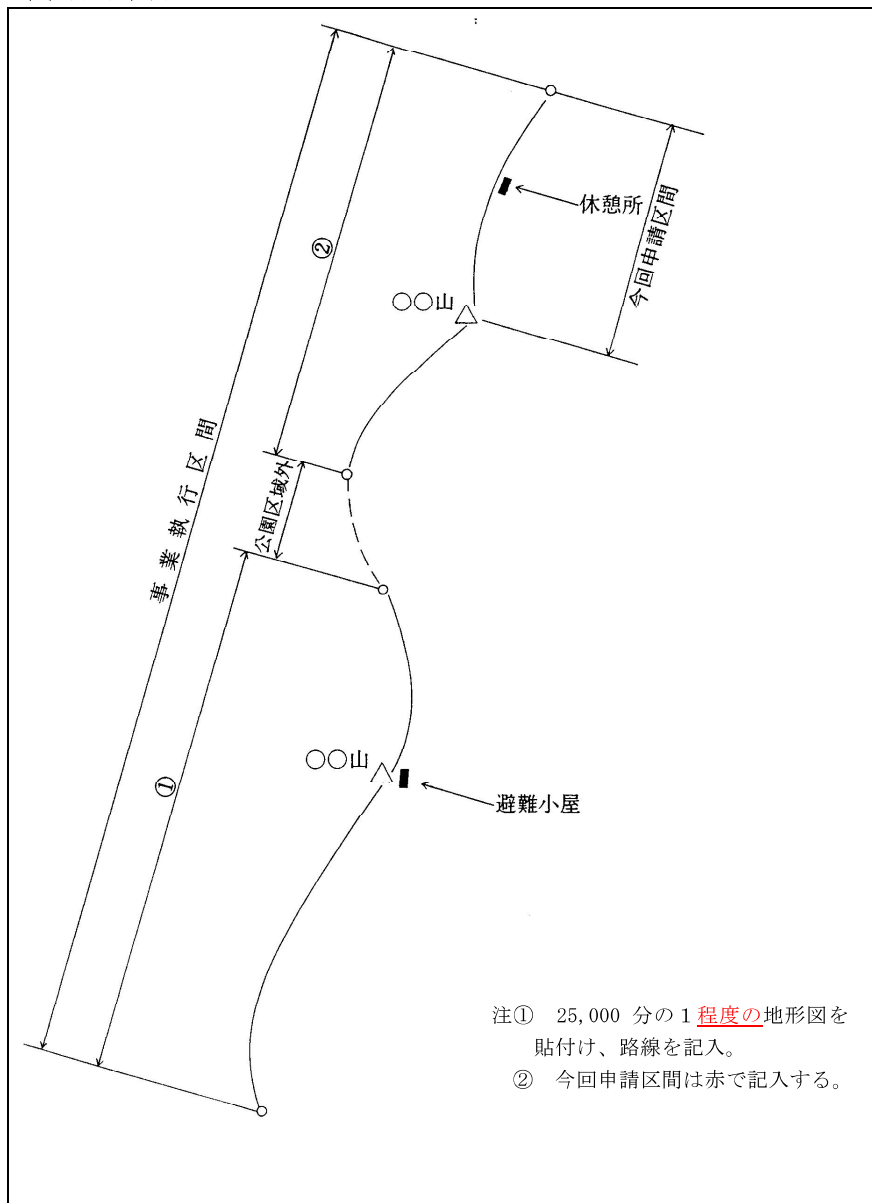 ②
休憩所
今回申請区間
○○山
事業執行区間
公園区域外
○○山
①
避難小屋
注① 25,000 分の1程度の地形図を
貼付け、路線を記入。
② 今回申請区間は赤で記入する。